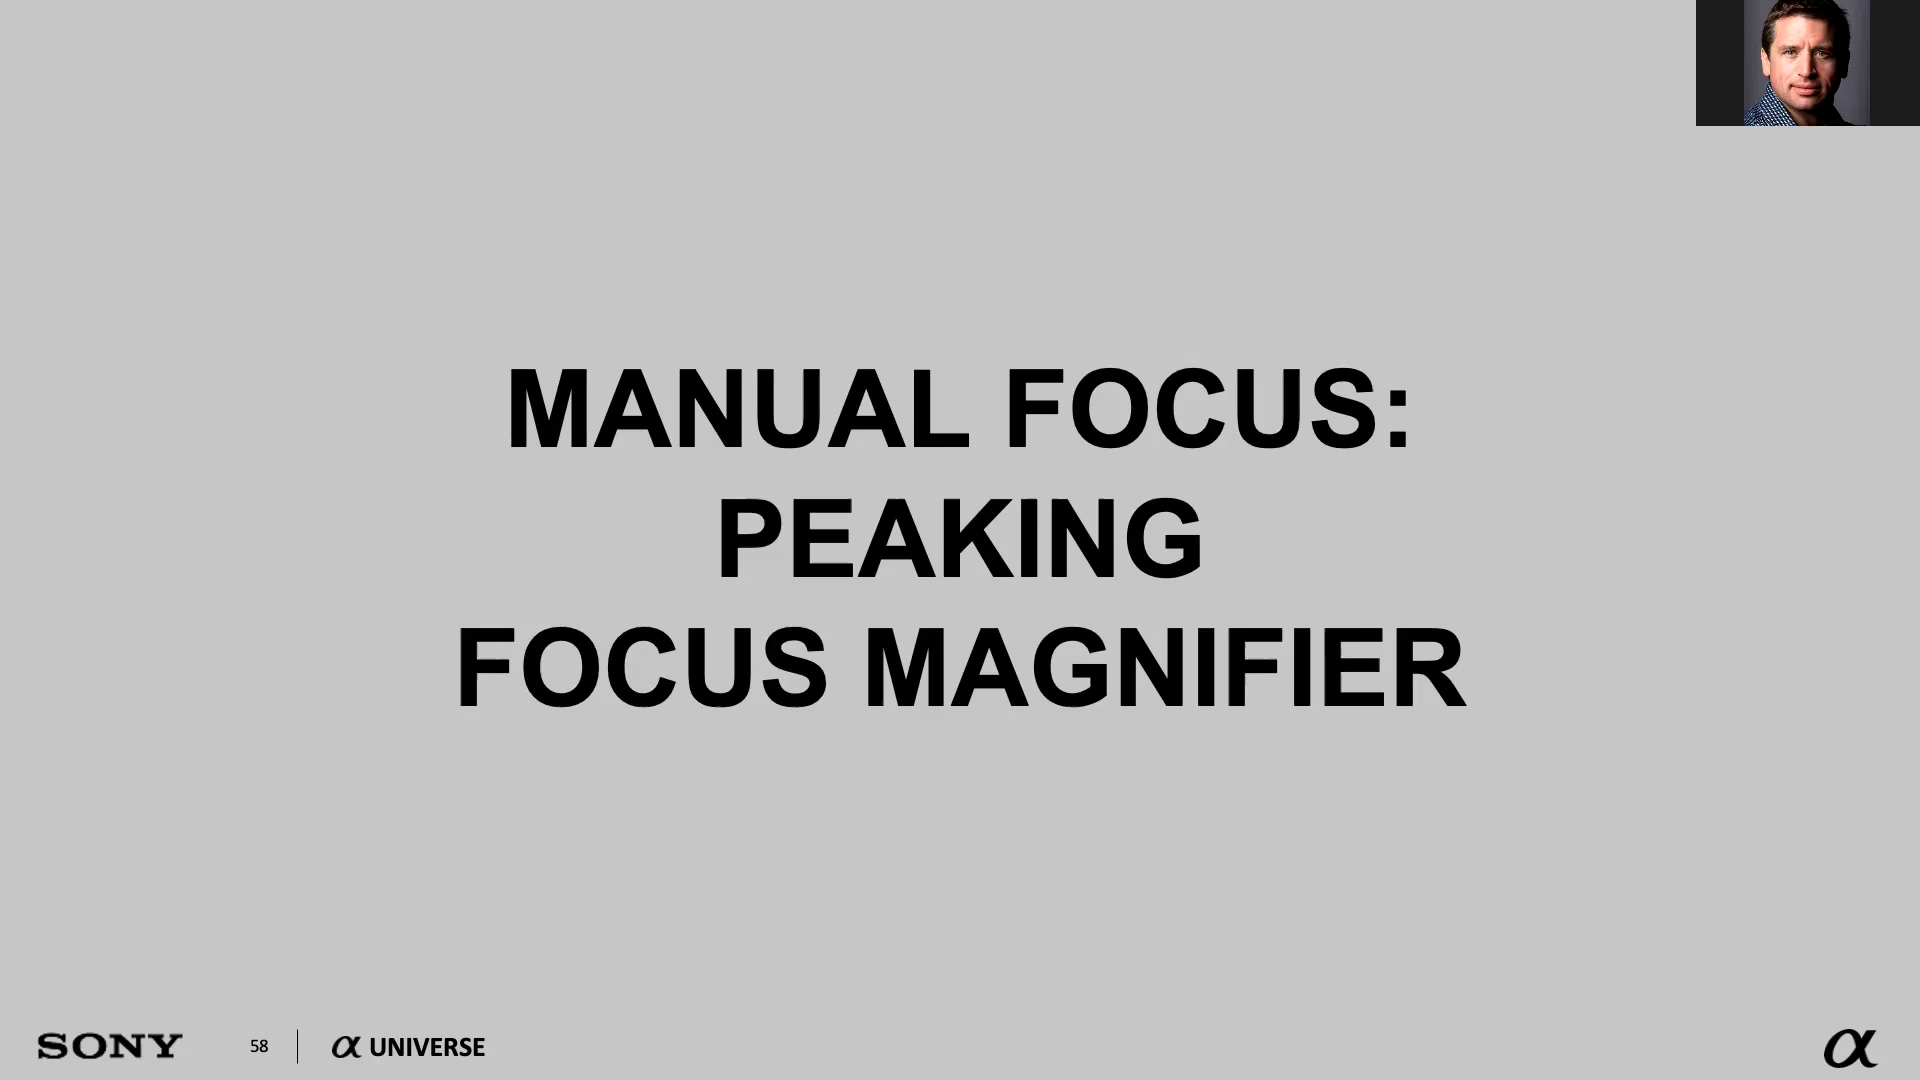 MANUAL FOCUS:
PEAKING
FOCUS MAGNIFIER
SONY 58 α UNIVERSE α